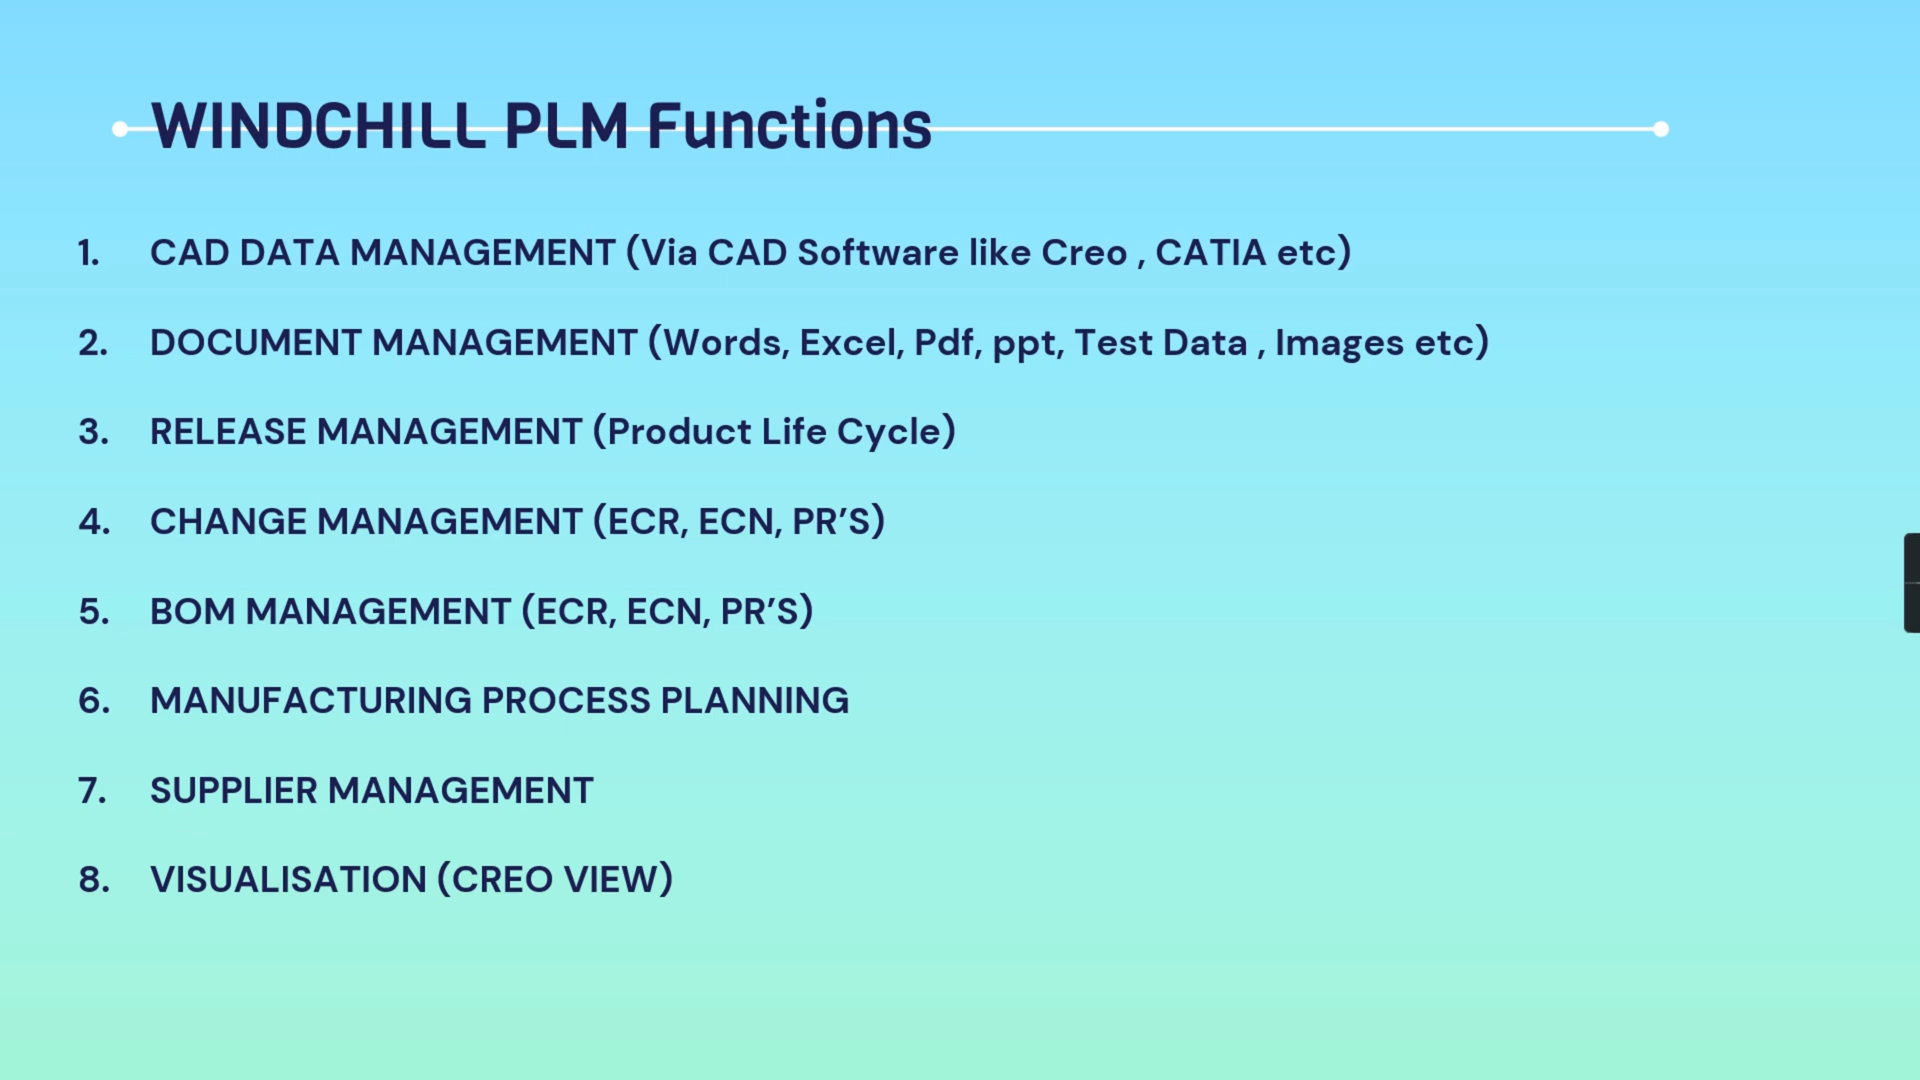 WINDCHILL PLM Functions
1. CAD DATA MANAGEMENT (Via CAD Software like Creo , CATIA etc)
2. DOCUMENT MANAGEMENT (Words, Excel, Pdf, ppt, Test Data , Images etc)
3. RELEASE MANAGEMENT (Product Life Cycle)
4. CHANGE MANAGEMENT (ECR, ECN, PR’S)
5. BOM MANAGEMENT (ECR, ECN, PR’S)
6. MANUFACTURING PROCESS PLANNING
7. SUPPLIER MANAGEMENT
8. VISUALISATION (CREO VIEW)